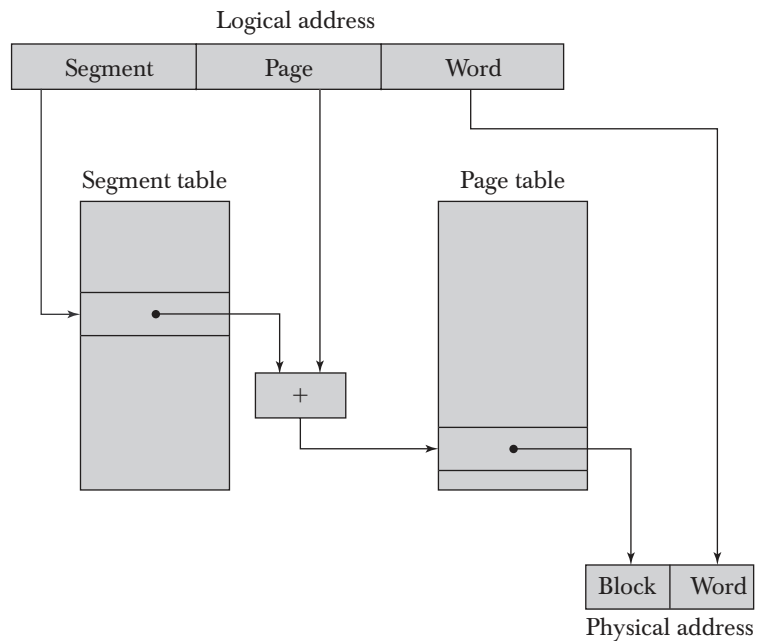 Logical address
Segment Page Word
Segment table Page table
+
Block Word
Physical address